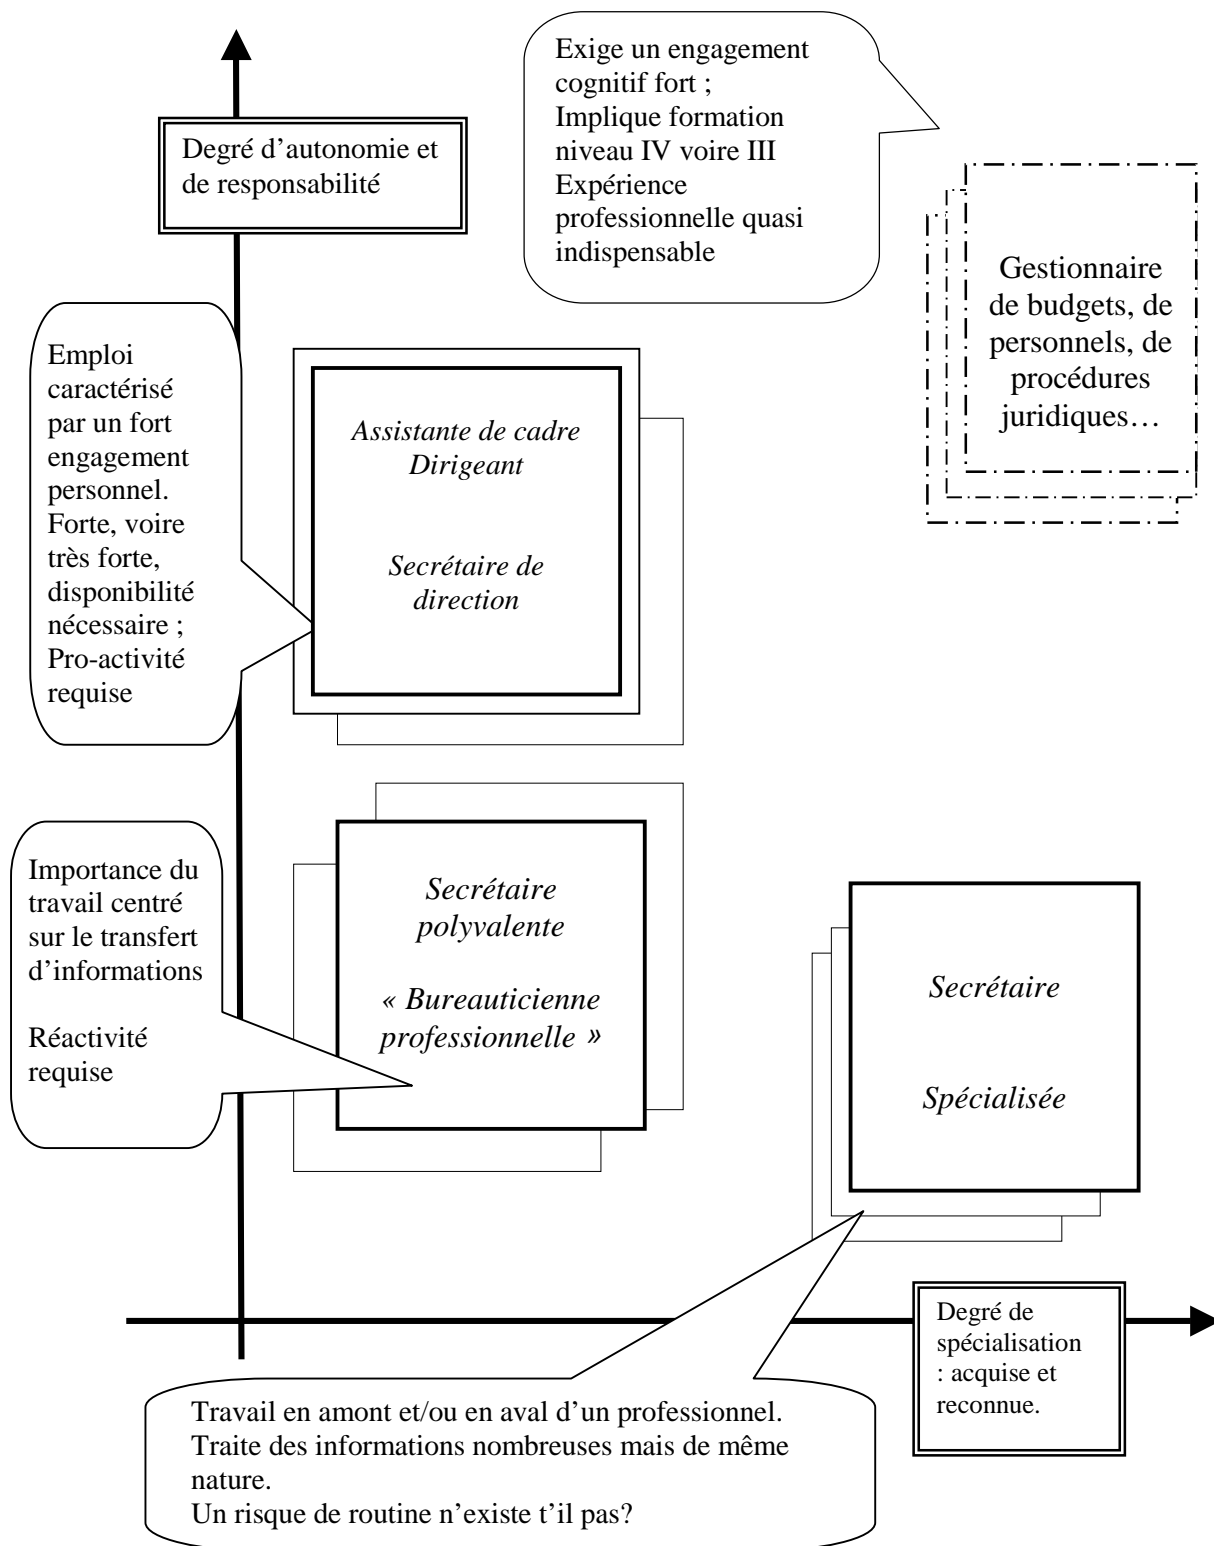 Exige un engagement
cognitif fort ;
Implique formation
niveau IV voire III
Expérience
professionnelle quasi
indispensable
Degré d’autonomie et
de responsabilité
Gestionnaire
de budgets, de
personnels, de
procédures
juridiques…
Emploi
caractérisé
par un fort
engagement
personnel.
Forte, voire
très forte,
disponibilité
nécessaire ;
Pro-activité
requise
Assistante de cadre
Dirigeant
Secrétaire de
direction
Importance du
travail centré
sur le transfert
d’informations
Réactivité
requise
Secrétaire
polyvalente
« Bureauticienne
professionnelle »
Secrétaire
Spécialisée
Degré de
spécialisation
: acquise et
reconnue.
Travail en amont et/ou en aval d’un professionnel.
Traite des informations nombreuses mais de même
nature.
Un risque de routine n’existe t’il pas?